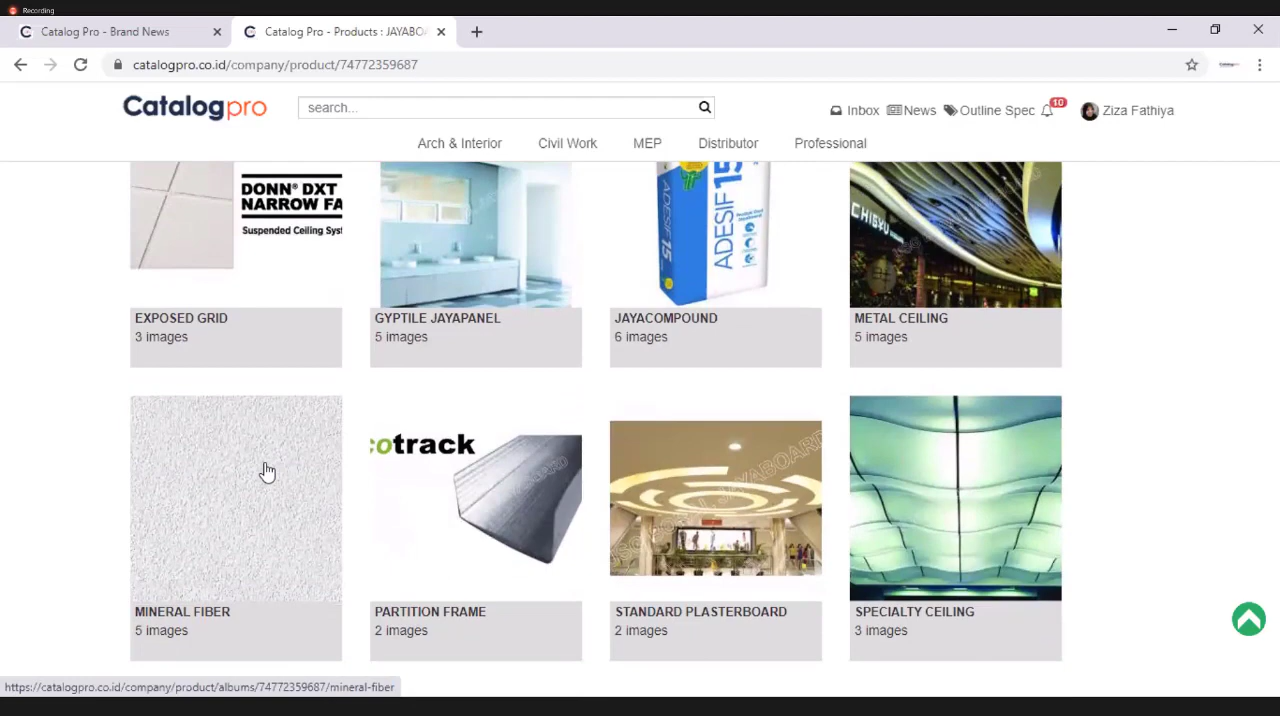 Recording
Catalog Pro - Brand News
Catalog Pro - Products : JAYABO
catalogpro.co.id/company/product/74772359687
Catalogpro
search...
Inbox
News
Outline Spec
10
Ziza Fathiya
Arch & Interior
Civil Work
MEP
Distributor
Professional
DONN® DXT
NARROW FA
Suspended Ceiling Syst
ADESIF 15
ADESIF 15
EXPOSED GRID
3 images
GYPTILE JAYAPANEL
5 images
JAYACOMPOUND
6 images
METAL CEILING
5 images
cotrack
MINERAL FIBER
5 images
PARTITION FRAME
2 images
STANDARD PLASTERBOARD
2 images
SPECIALTY CEILING
3 images
https://catalogpro.co.id/company/product/albums/74772359687/mineral-fiber